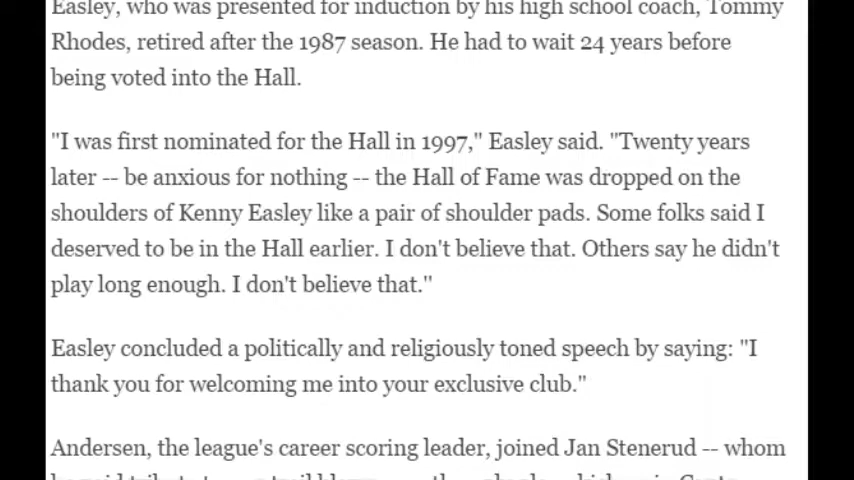 Easley, who was presented for induction by his high school coach, Tommy
Rhodes, retired after the 1987 season. He had to wait 24 years before
being voted into the Hall.
"I was first nominated for the Hall in 1997," Easley said. "Twenty years
later -- be anxious for nothing -- the Hall of Fame was dropped on the
shoulders of Kenny Easley like a pair of shoulder pads. Some folks said I
deserved to be in the Hall earlier. I don't believe that. Others say he didn't
play long enough. I don't believe that.''
Easley concluded a politically and religiously toned speech by saying: "I
thank you for welcoming me into your exclusive club."
Andersen, the league's career scoring leader, joined Jan Stenerud -- whom